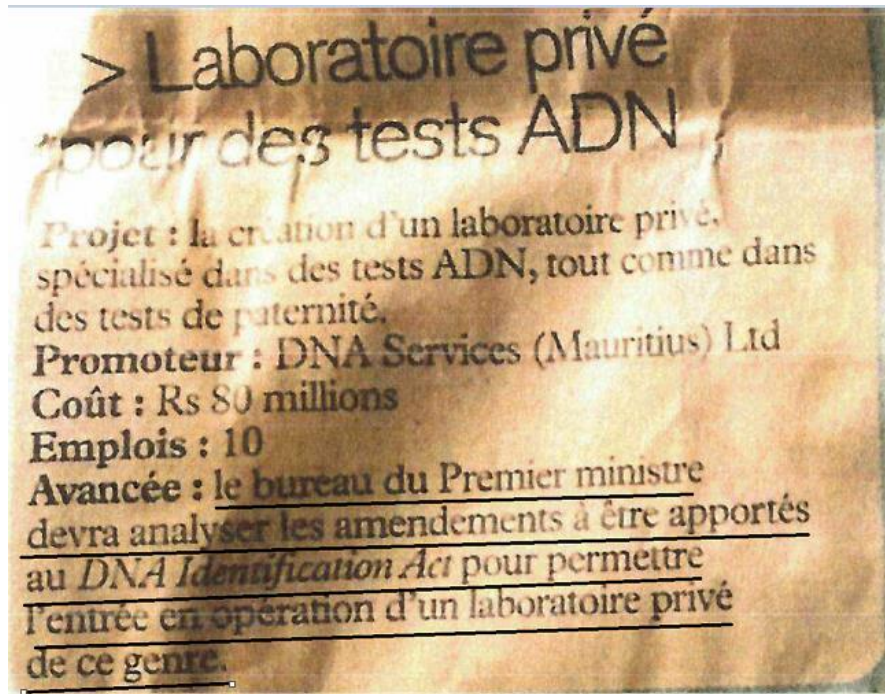 > Laboratoire privé
pour des tests ADN
Projet : la création d'un laboratoire privé,
spécialisé dans des tests ADN, tout comme dans
des tests de paternité.
Promoteur : DNA Services (Mauritius) Ltd
Coût : Rs 80 millions
Emplois : 10
Avancée : le bureau du Premier ministre
devra analyser les amendements à être apportés
au DNA Identification Act pour permettre
l'entrée en opération d'un laboratoire privé
de ce genre.